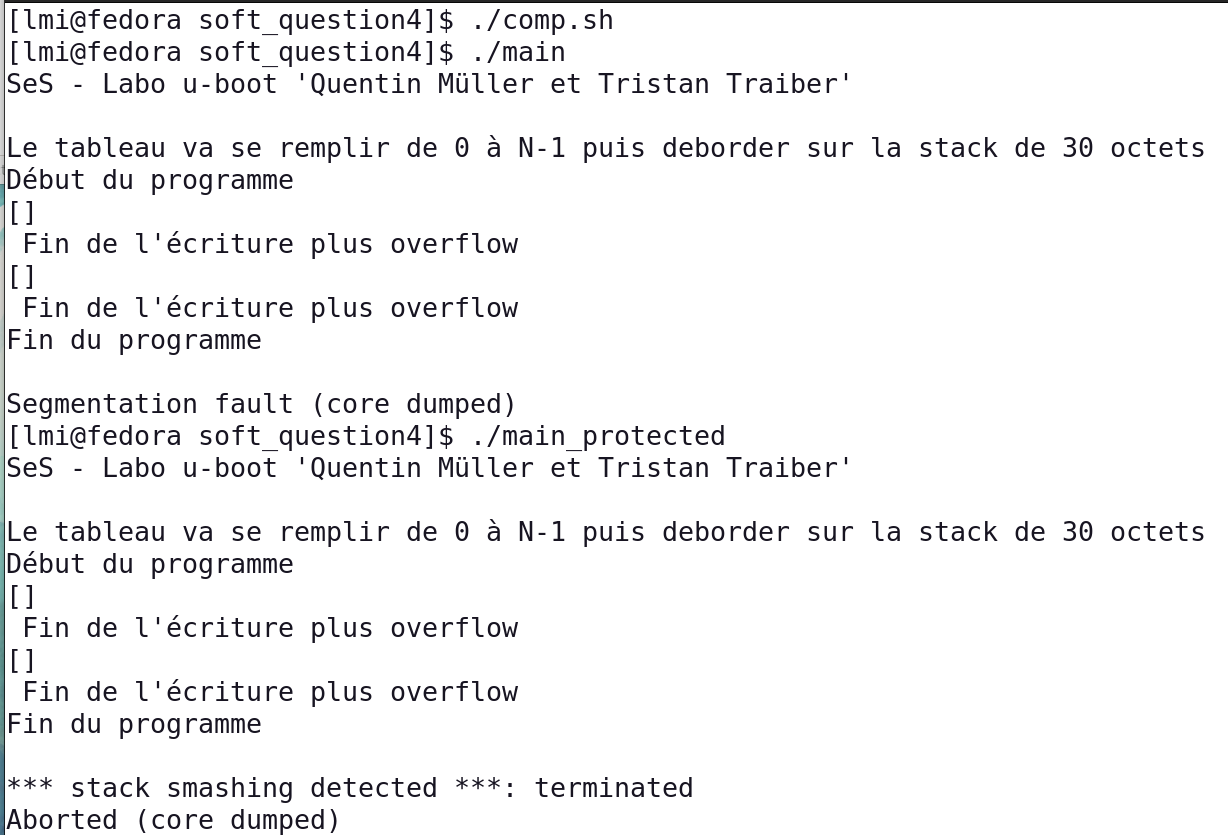 [lmi@fedora soft_question4]$ ./comp.sh
[lmi@fedora soft_question4]$ ./main
SeS - Labo u-boot 'Quentin Müller et Tristan Traiber'
Le tableau va se remplir de 0 à N-1 puis deborder sur la stack de 30 octets
Début du programme
[]
 Fin de l'écriture plus overflow
[]
 Fin de l'écriture plus overflow
Fin du programme
Segmentation fault (core dumped)
[lmi@fedora soft_question4]$ ./main_protected
SeS - Labo u-boot 'Quentin Müller et Tristan Traiber'
Le tableau va se remplir de 0 à N-1 puis deborder sur la stack de 30 octets
Début du programme
[]
 Fin de l'écriture plus overflow
[]
 Fin de l'écriture plus overflow
Fin du programme
*** stack smashing detected ***: terminated
Aborted (core dumped)